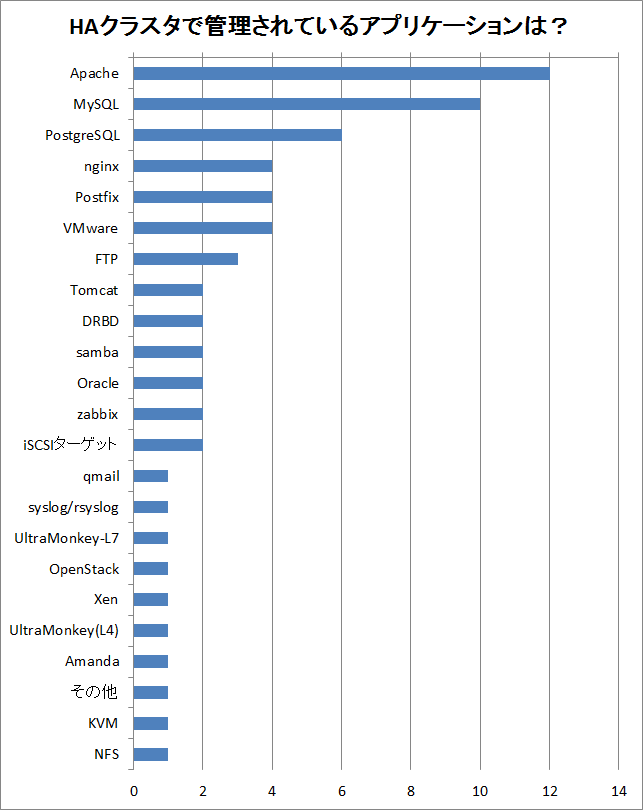 HAクラスタで管理されているアプリケーションは？
Apache
MySQL
PostgreSQL
nginx
Postfix
VMware
FTP
Tomcat
DRBD
samba
Oracle
zabbix
iSCSIターゲット
qmail
syslog/rsyslog
UltraMonkey-L7
OpenStack
Xen
UltraMonkey(L4)
Amanda
その他
KVM
NFS
0 2 4 6 8 10 12 14